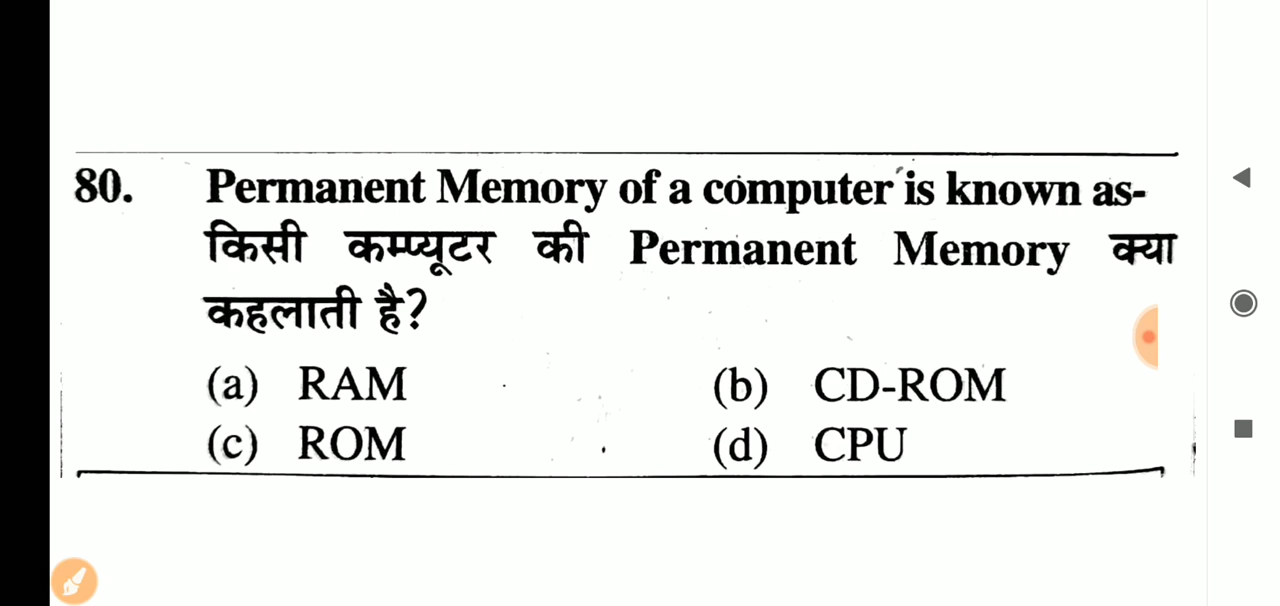 80. Permanent Memory of a computer is known as-
किसी कम्प्यूटर की Permanent Memory क्या
कहलाती है?
(a) RAM (b) CD-ROM
(c) ROM (d) CPU